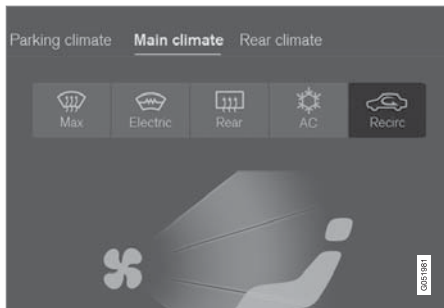 Parking climate Main climate Rear climate
Max Electric Rear AC Recirc
G051981